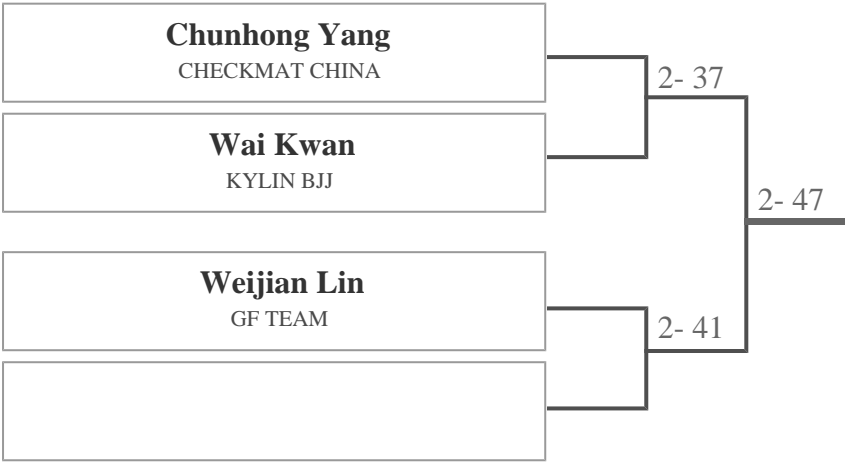 Chunhong Yang
CHECKMAT CHINA
2- 37
Wai Kwan
KYLIN BJJ
2- 47
Weijian Lin
GF TEAM
2- 41